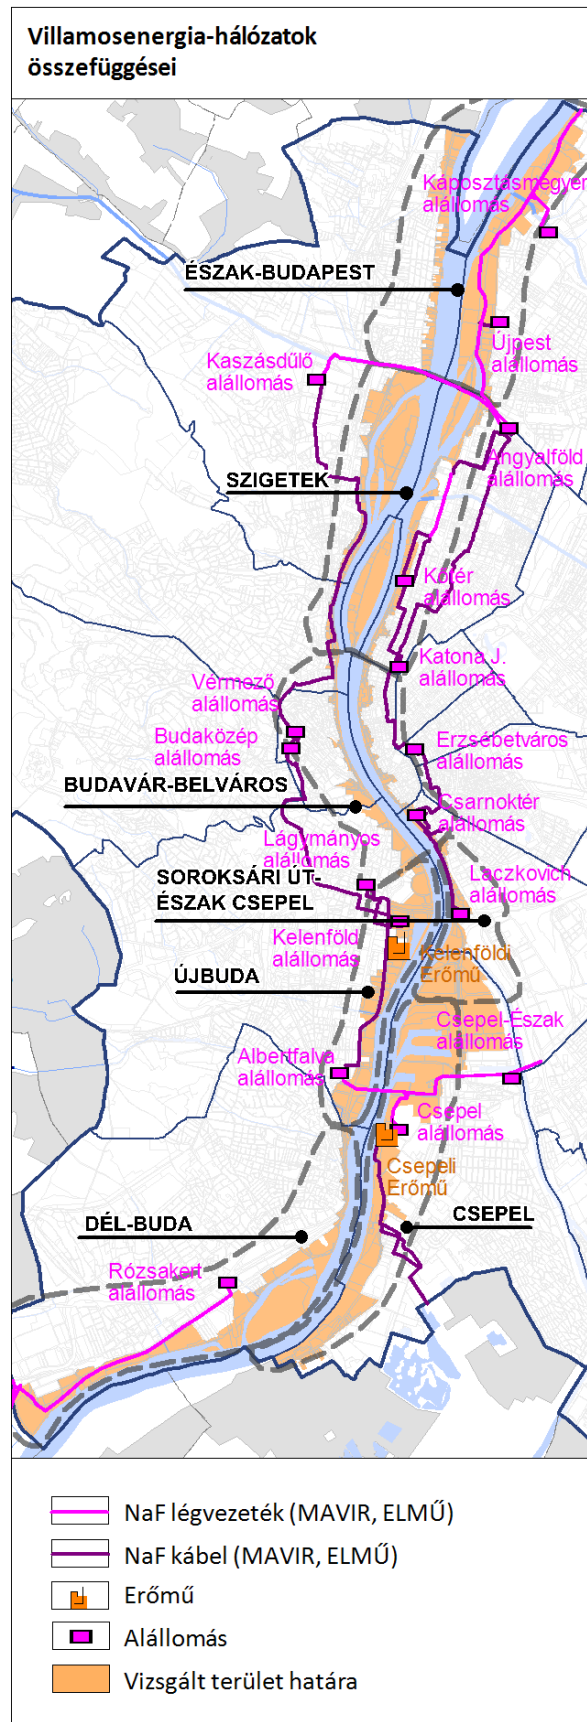 Villamosenergia-hálózatok
összefüggései
Káposztásmegyer
alállomás
ÉSZAK-BUDAPEST
Újpest
alállomás
Kaszásdűlő
alállomás
Angyalföld
alállomás
SZIGETEK
Kőtér
alállomás
Katona J.
alállomás
Vérmező
alállomás
Budaközép
alállomás
Erzsébetváros
alállomás
BUDAVÁR-BELVÁROS
Csarnoktér
alállomás
Lágymányos
alállomás
SOROKSÁRI ÚT-
ÉSZAK CSEPEL
Laczkovich
alállomás
Kelenföld
alállomás
Kelenföldi
Erőmű
ÚJBUDA
Csepel-Észak
alállomás
Albertfalva
alállomás
Csepel
alállomás
Csepeli
Erőmű
CSEPEL
DÉL-BUDA
Rózsakert
alállomás
NaF légvezeték (MAVIR, ELMŰ)
NaF kábel (MAVIR, ELMŰ)
Erőmű
Alállomás
Vizsgált terület határa